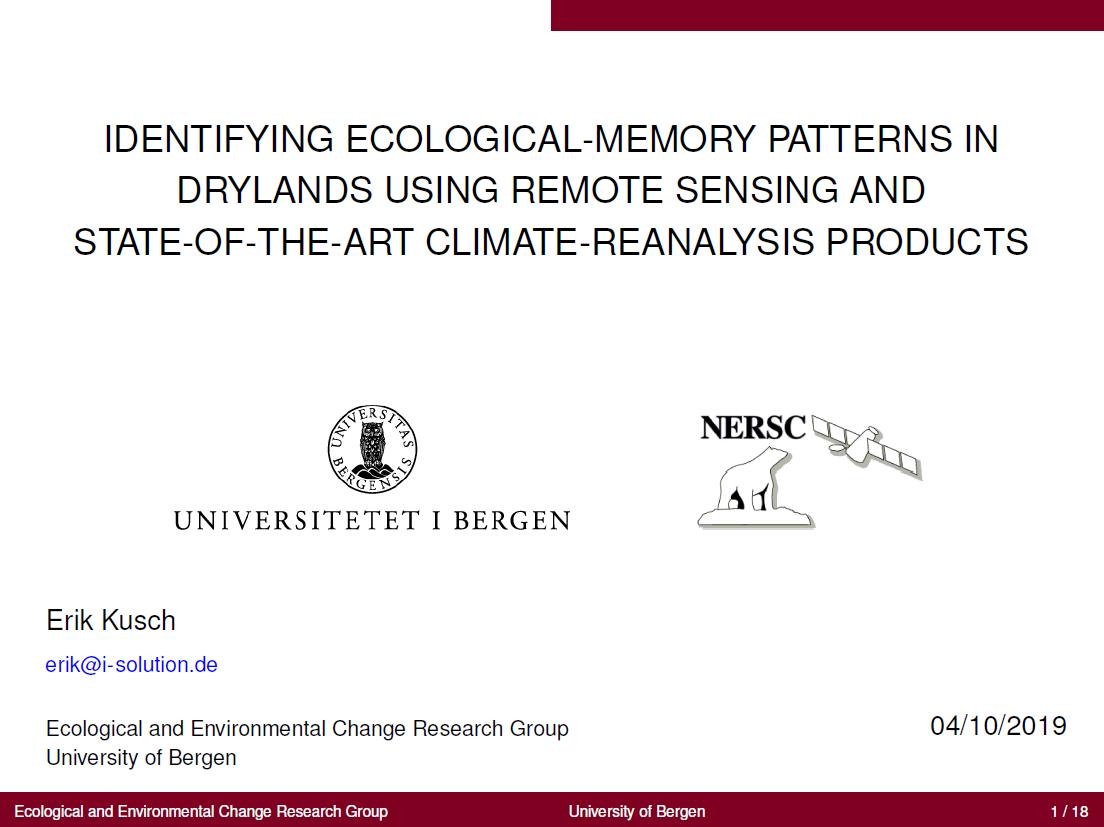 IDENTIFYING ECOLOGICAL-MEMORY PATTERNS IN
DRYLANDS USING REMOTE SENSING AND
STATE-OF-THE-ART CLIMATE-REANALYSIS PRODUCTS
UNIVERSITAS
BERGENSIS
UNIVERSITETET I BERGEN
NERSC
Erik Kusch
erik@i-solution.de
Ecological and Environmental Change Research Group
University of Bergen
04/10/2019
Ecological and Environmental Change Research Group
University of Bergen
1 / 18